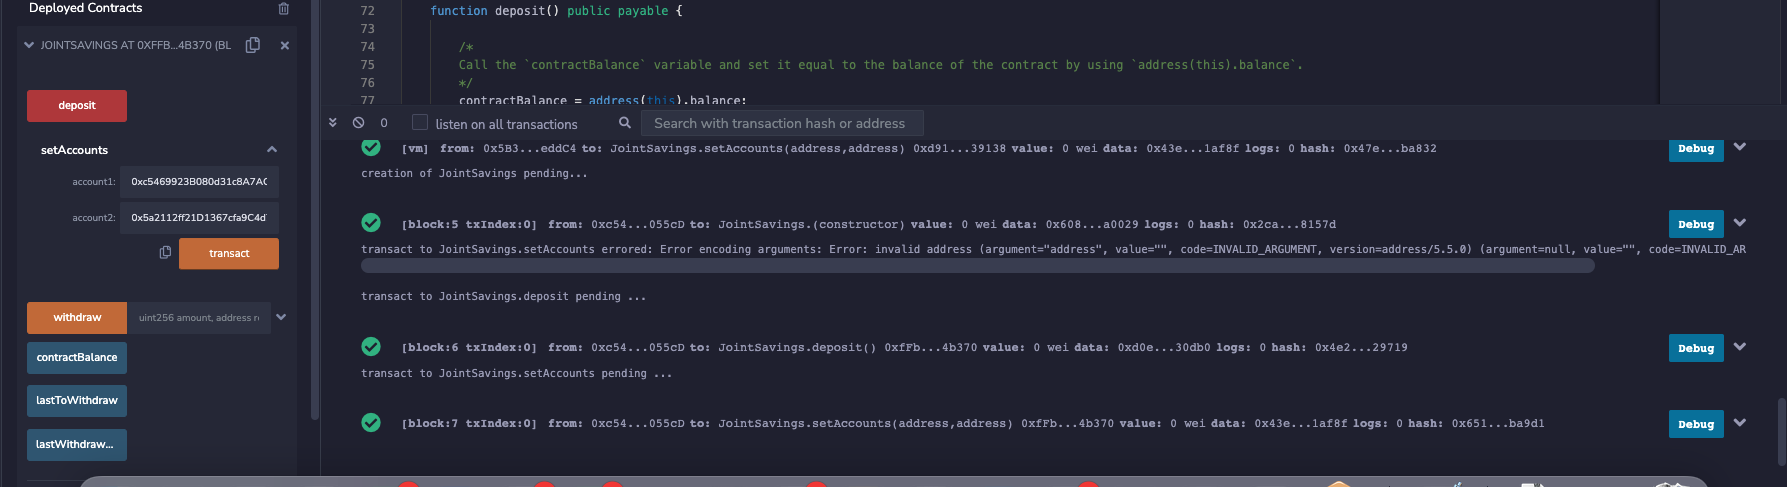 Deployed Contracts
JOINTSAVINGS AT 0XFFB...4B370 (BL
deposit
setAccounts
account1: 0xc5469923B080d31c8A7AC
account2: 0x5a2112ff21D1367cfa9C4d
transact
withdraw uint256 amount, address re
contractBalance
lastToWithdraw
lastWithdraw...
72 function deposit() public payable {
73
74 /*
75 Call the `contractBalance` variable and set it equal to the balance of the contract by using `address(this).balance`.
76 */
77 contractBalance = address(this).balance;
0 listen on all transactions Search with transaction hash or address
[vm] from: 0x5B3...eddC4 to: JointSavings.setAccounts(address,address) 0xd91...39138 value: 0 wei data: 0x43e...1af8f logs: 0 hash: 0x47e...ba832 Debug
creation of JointSavings pending...
[block:5 txIndex:0] from: 0xc54...055cD to: JointSavings.(constructor) value: 0 wei data: 0x608...a0029 logs: 0 hash: 0x2ca...8157d Debug
transact to JointSavings.setAccounts errored: Error encoding arguments: Error: invalid address (argument="address", value="", code=INVALID_ARGUMENT, version=address/5.5.0) (argument=null, value="", code=INVALID_AR
transact to JointSavings.deposit pending ...
[block:6 txIndex:0] from: 0xc54...055cD to: JointSavings.deposit() 0xfFb...4b370 value: 0 wei data: 0xd0e...30db0 logs: 0 hash: 0x4e2...29719 Debug
transact to JointSavings.setAccounts pending ...
[block:7 txIndex:0] from: 0xc54...055cD to: JointSavings.setAccounts(address,address) 0xfFb...4b370 value: 0 wei data: 0x43e...1af8f logs: 0 hash: 0x651...ba9d1 Debug